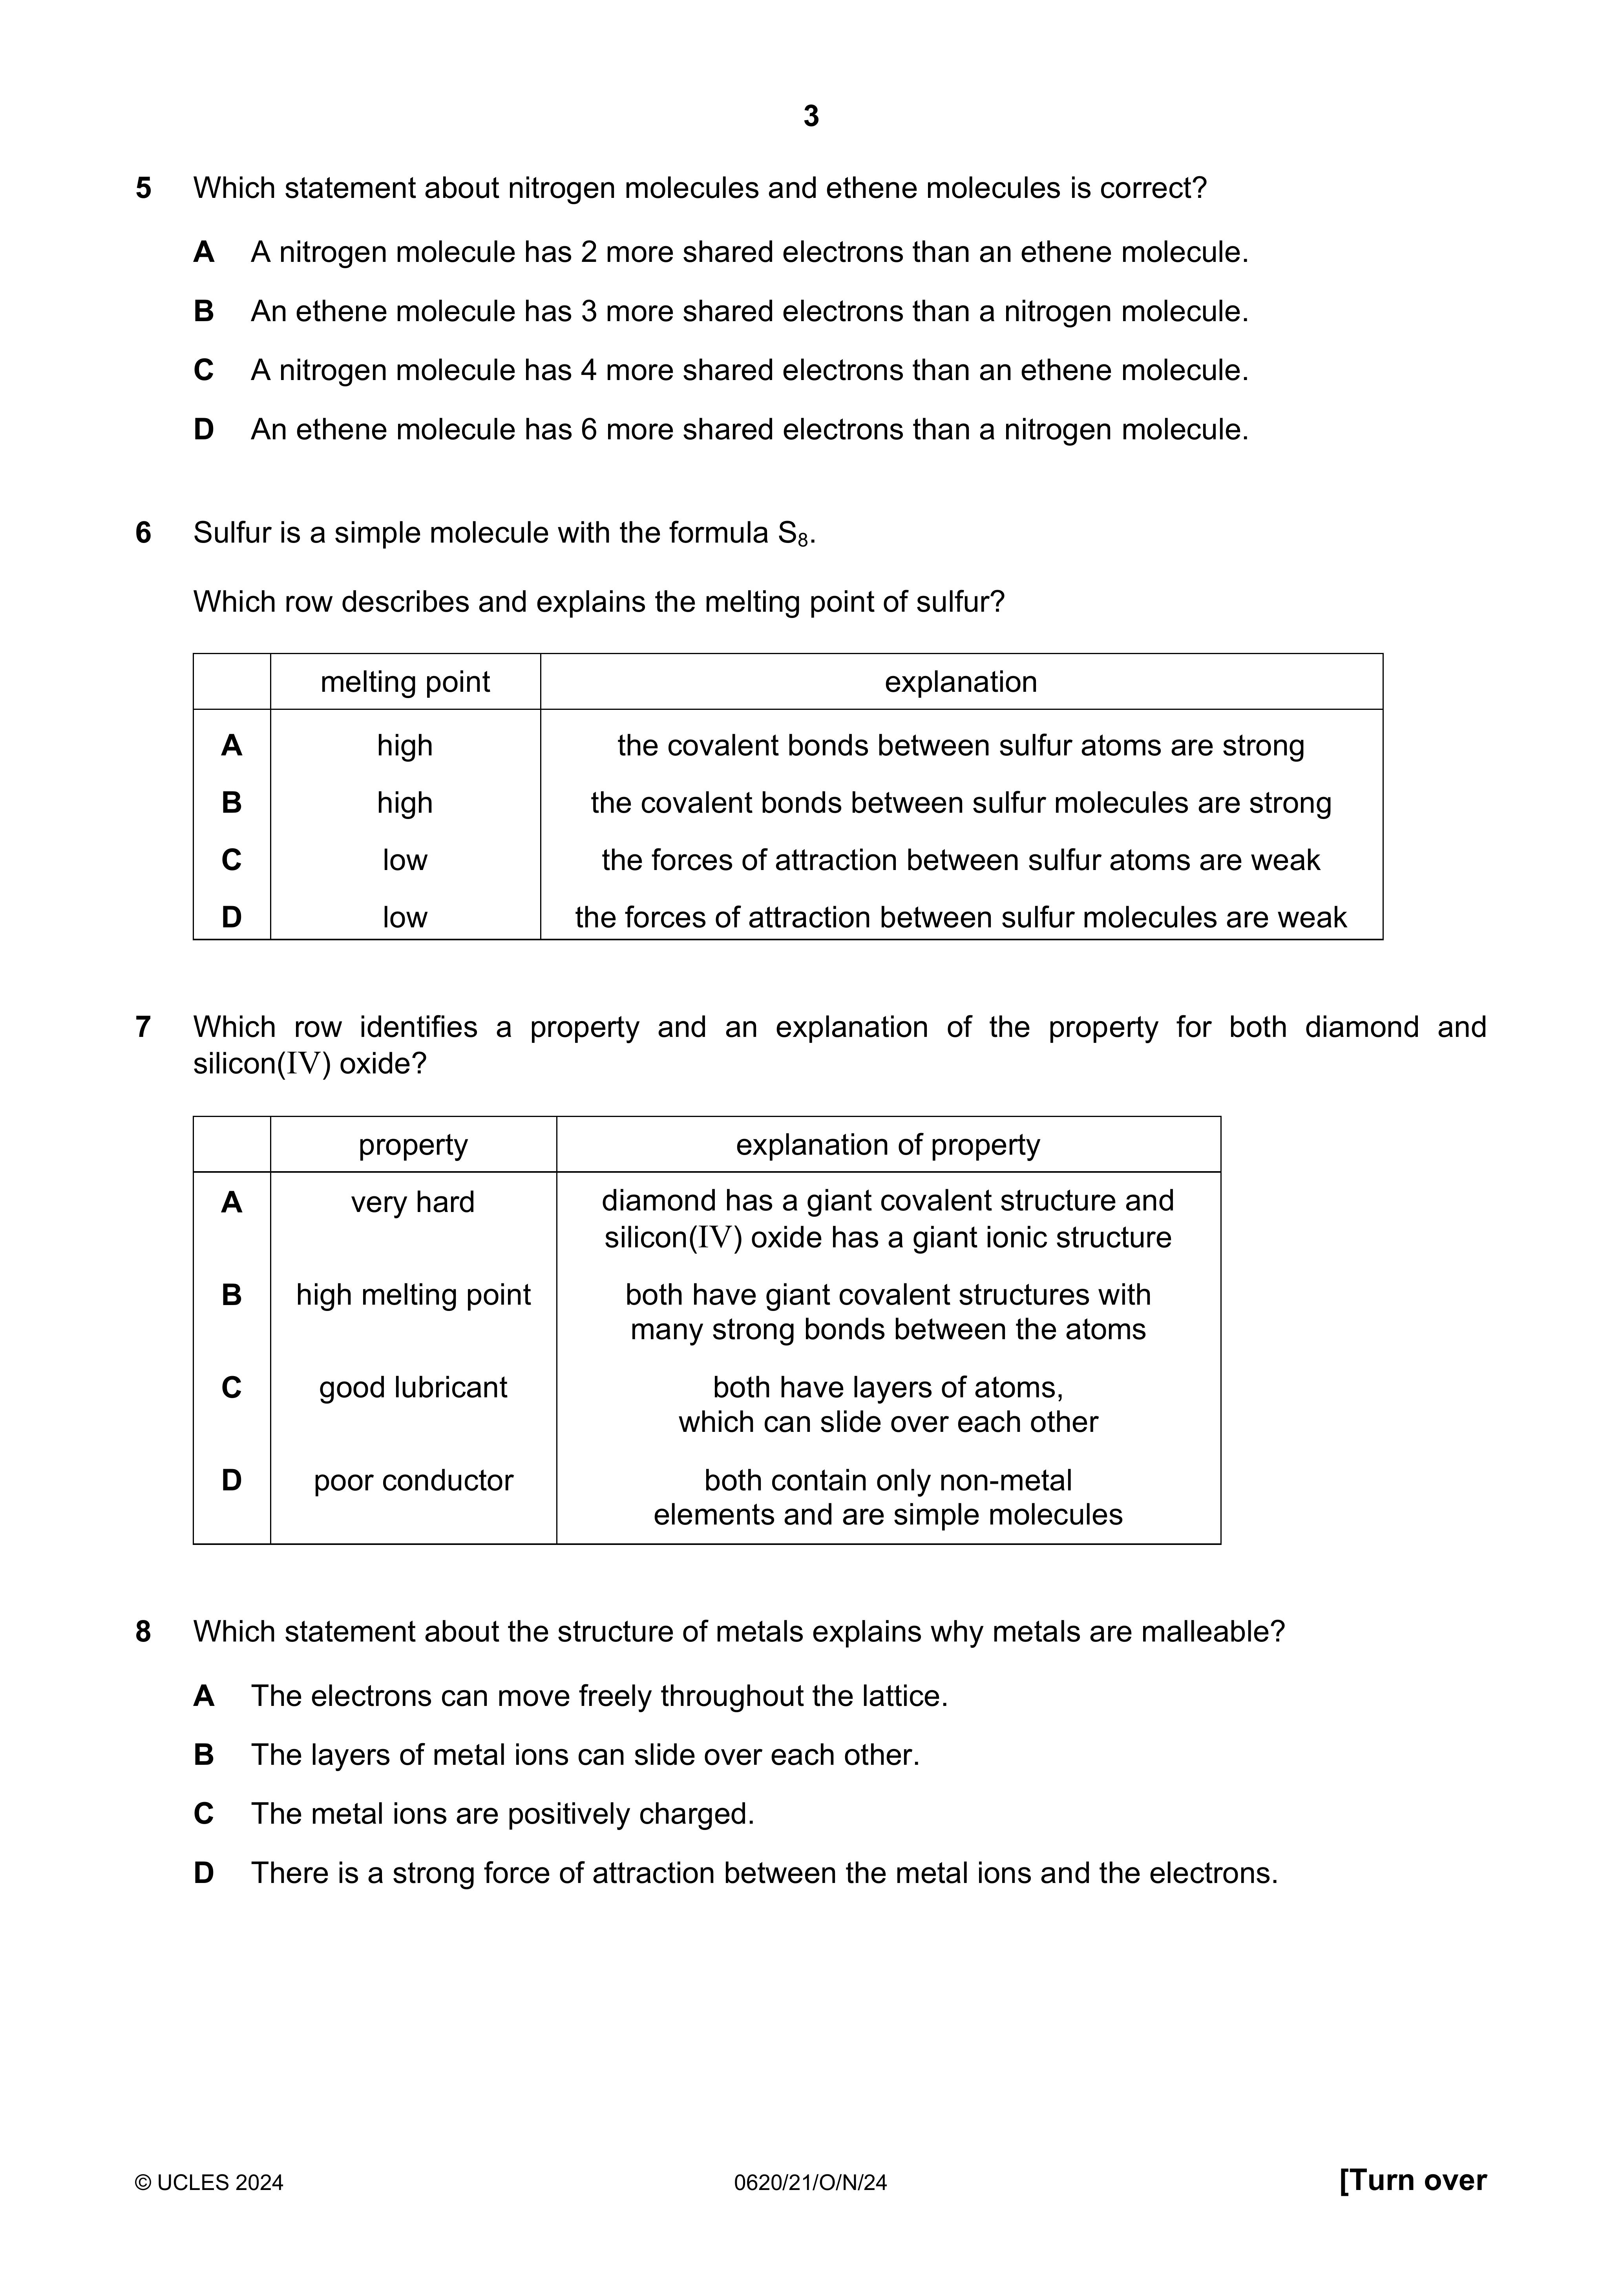 3
5 Which statement about nitrogen molecules and ethene molecules is correct?
A A nitrogen molecule has 2 more shared electrons than an ethene molecule.
B An ethene molecule has 3 more shared electrons than a nitrogen molecule.
C A nitrogen molecule has 4 more shared electrons than an ethene molecule.
D An ethene molecule has 6 more shared electrons than a nitrogen molecule.
6 Sulfur is a simple molecule with the formula S₈.
Which row describes and explains the melting point of sulfur?
melting point explanation
A high the covalent bonds between sulfur atoms are strong
B high the covalent bonds between sulfur molecules are strong
C low the forces of attraction between sulfur atoms are weak
D low the forces of attraction between sulfur molecules are weak
7 Which row identifies a property and an explanation of the property for both diamond and
silicon(IV) oxide?
property explanation of property
A very hard diamond has a giant covalent structure and
silicon(IV) oxide has a giant ionic structure
B high melting point both have giant covalent structures with
many strong bonds between the atoms
C good lubricant both have layers of atoms,
which can slide over each other
D poor conductor both contain only non-metal
elements and are simple molecules
8 Which statement about the structure of metals explains why metals are malleable?
A The electrons can move freely throughout the lattice.
B The layers of metal ions can slide over each other.
C The metal ions are positively charged.
D There is a strong force of attraction between the metal ions and the electrons.
© UCLES 2024 0620/21/O/N/24 [Turn over